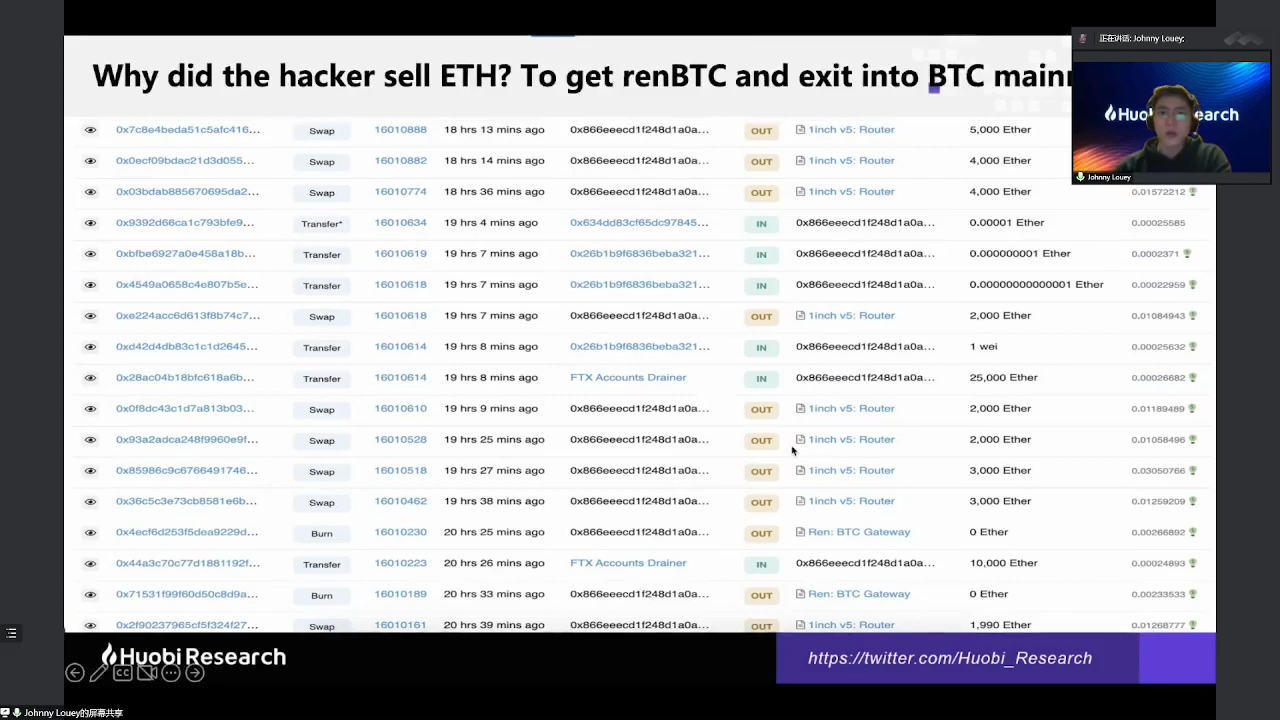 Why did the hacker sell ETH? To get renBTC and exit into BTC
正在讲话: Johnny Louey;
Huobi Research
Johnny Louey
0x7c8e4beda51c5afc416... Swap 16010888 18 hrs 13 mins ago 0x866eeecd1f248d1a0a... OUT 1inch v5: Router 5,000 Ether
0x0ecf09bdac21d3d055... Swap 16010882 18 hrs 14 mins ago 0x866eeecd1f248d1a0a... OUT 1inch v5: Router 4,000 Ether
0x03bdab885670695da2... Swap 16010774 18 hrs 36 mins ago 0x866eeecd1f248d1a0a... OUT 1inch v5: Router 4,000 Ether 0.01572212
0x9392d66ca1c793bfe9... Transfer* 16010634 19 hrs 4 mins ago 0x634dd83cf65dc97845... IN 0x866eeecd1f248d1a0a... 0.00001 Ether 0.00025585
0xbfbe6927a0e458a18b... Transfer 16010619 19 hrs 7 mins ago 0x26b1b9f6836beba321... IN 0x866eeecd1f248d1a0a... 0.000000001 Ether 0.0002371
0x4549a0658c4e807b5e... Transfer 16010618 19 hrs 7 mins ago 0x26b1b9f6836beba321... IN 0x866eeecd1f248d1a0a... 0.00000000000001 Ether 0.00022959
0xe224acc6d613f8b74c7... Swap 16010618 19 hrs 7 mins ago 0x866eeecd1f248d1a0a... OUT 1inch v5: Router 2,000 Ether 0.01084943
0xd42d4db83c1c1d2645... Transfer 16010614 19 hrs 8 mins ago 0x26b1b9f6836beba321... IN 0x866eeecd1f248d1a0a... 1 wei 0.00025632
0x28ac04b18bfc618a6b... Transfer 16010614 19 hrs 8 mins ago FTX Accounts Drainer IN 0x866eeecd1f248d1a0a... 25,000 Ether 0.00026682
0x0f8dc43c1d7a813b03... Swap 16010610 19 hrs 9 mins ago 0x866eeecd1f248d1a0a... OUT 1inch v5: Router 2,000 Ether 0.01189489
0x93a2adca248f9960e9f... Swap 16010528 19 hrs 25 mins ago 0x866eeecd1f248d1a0a... OUT 1inch v5: Router 2,000 Ether 0.01058496
0x85986c9c6766491746... Swap 16010518 19 hrs 27 mins ago 0x866eeecd1f248d1a0a... OUT 1inch v5: Router 3,000 Ether 0.03050766
0x36c5c3e73cb8581e6b... Swap 16010462 19 hrs 38 mins ago 0x866eeecd1f248d1a0a... OUT 1inch v5: Router 3,000 Ether 0.01259209
0x4ecf6d253f5dea9229d... Burn 16010230 20 hrs 25 mins ago 0x866eeecd1f248d1a0a... OUT Ren: BTC Gateway 0 Ether 0.00266892
0x44a3c70c77d1881192f... Transfer 16010223 20 hrs 26 mins ago FTX Accounts Drainer IN 0x866eeecd1f248d1a0a... 10,000 Ether 0.00024893
0x71531f99f60d50c8d9a... Burn 16010189 20 hrs 33 mins ago 0x866eeecd1f248d1a0a... OUT Ren: BTC Gateway 0 Ether 0.00233533
0x2f90237965cf5f324f27... Swap 16010161 20 hrs 39 mins ago 0x866eeecd1f248d1a0a... OUT 1inch v5: Router 1,990 Ether 0.01268777
Huobi Research
https://twitter.com/Huobi_Research
CC
Johnny Louey的屏幕共享